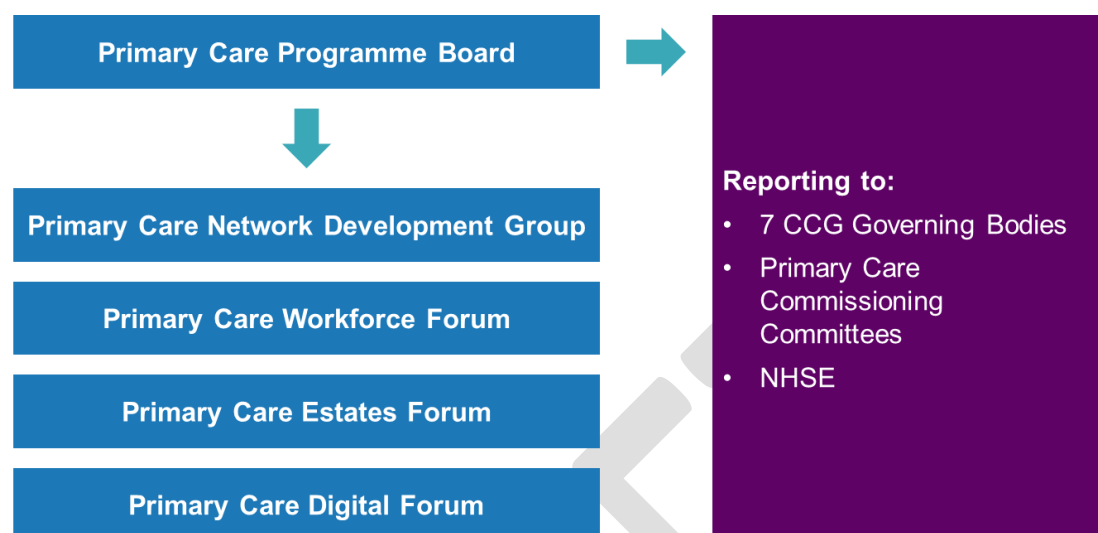 Primary Care Programme Board
Primary Care Network Development Group
Primary Care Workforce Forum
Primary Care Estates Forum
Primary Care Digital Forum
Reporting to:
• 7 CCG Governing Bodies
• Primary Care
Commissioning
Committees
• NHSE